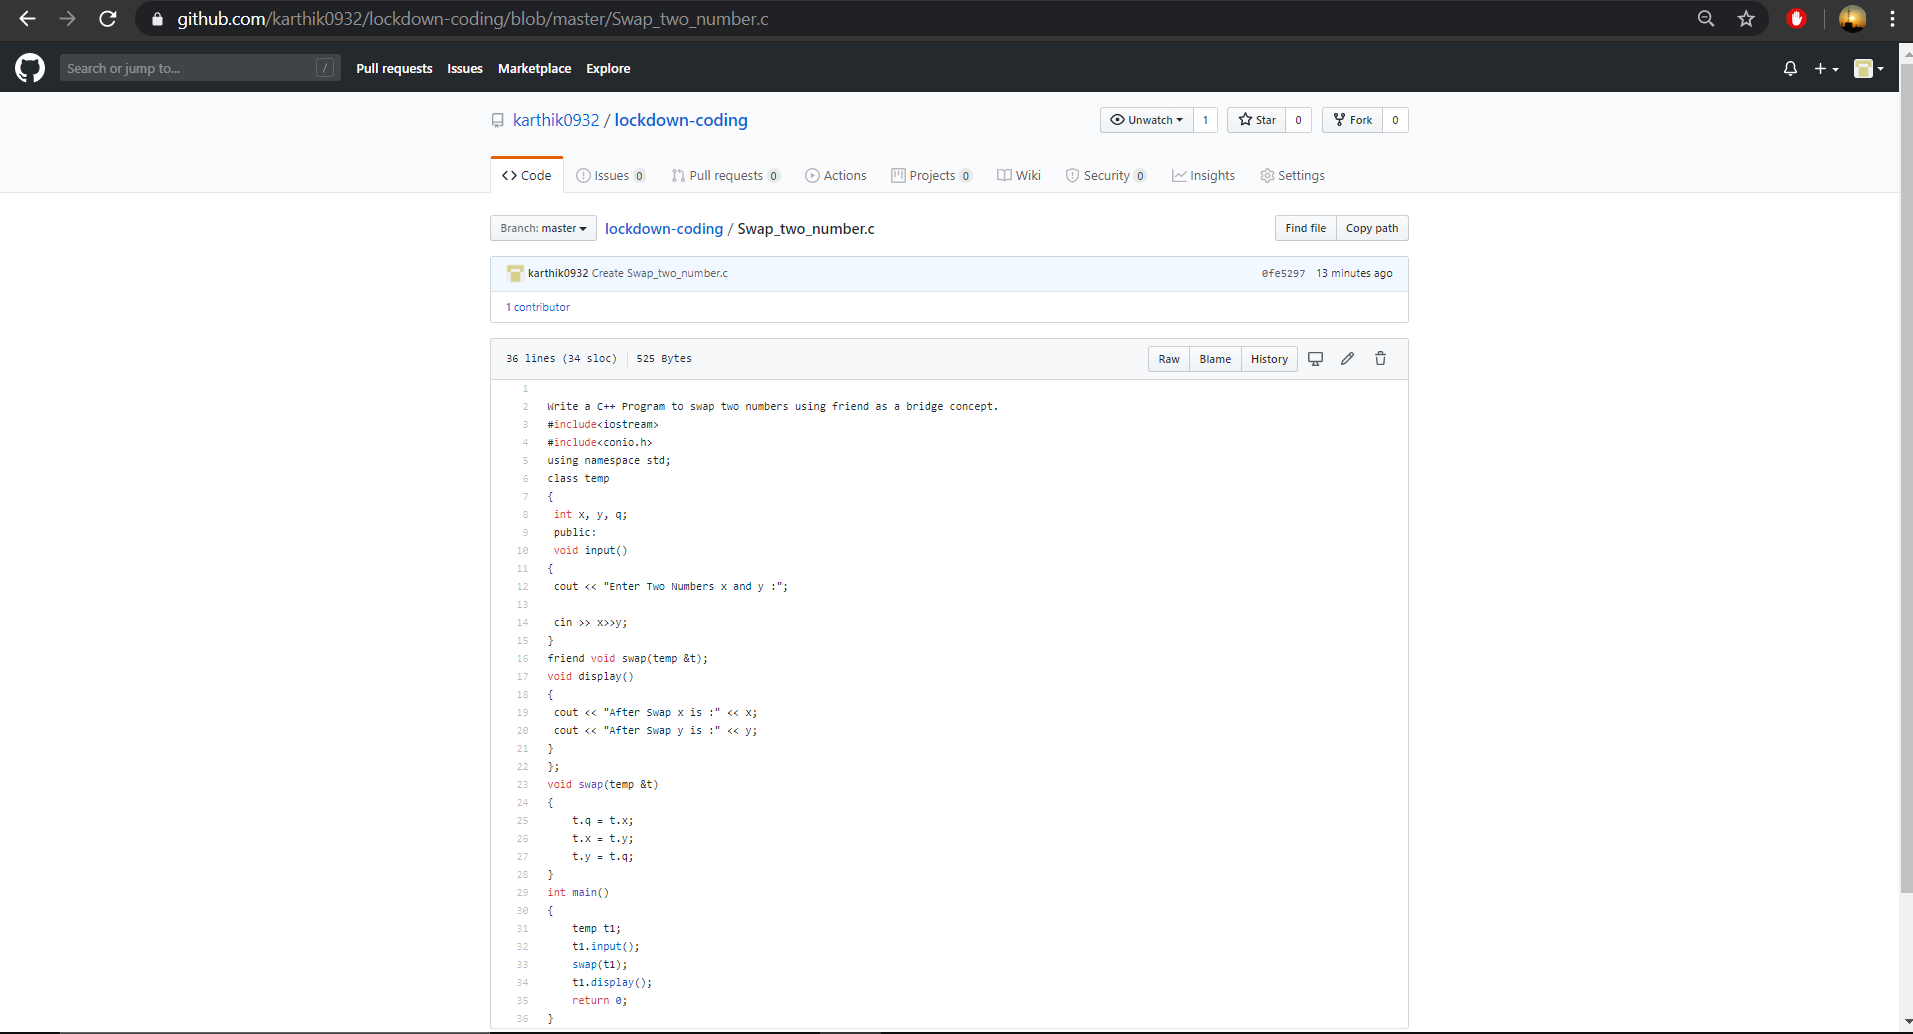 github.com/karthik0932/lockdown-coding/blob/master/Swap_two_number.c
Search or jump to... / Pull requests Issues Marketplace Explore
karthik0932 / lockdown-coding Unwatch 1 Star 0 Fork 0
Code Issues 0 Pull requests 0 Actions Projects 0 Wiki Security 0 Insights Settings
Branch: master lockdown-coding / Swap_two_number.c Find file Copy path
karthik0932 Create Swap_two_number.c 0fe5297 13 minutes ago
1 contributor
36 lines (34 sloc) 525 Bytes Raw Blame History
1
2 Write a C++ Program to swap two numbers using friend as a bridge concept.
3 #include<iostream>
4 #include<conio.h>
5 using namespace std;
6 class temp
7 {
8 int x, y, q;
9 public:
10 void input()
11 {
12 cout << "Enter Two Numbers x and y :";
13
14 cin >> x>>y;
15 }
16 friend void swap(temp &t);
17 void display()
18 {
19 cout << "After Swap x is :" << x;
20 cout << "After Swap y is :" << y;
21 }
22 };
23 void swap(temp &t)
24 {
25 t.q = t.x;
26 t.x = t.y;
27 t.y = t.q;
28 }
29 int main()
30 {
31 temp t1;
32 t1.input();
33 swap(t1);
34 t1.display();
35 return 0;
36 }